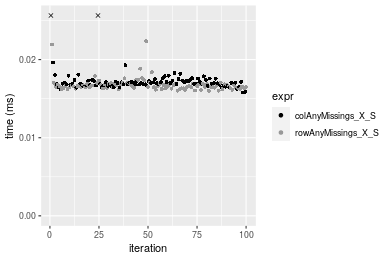 0.02
0.01
0.00
time (ms)
0
25
50
75
100
iteration
expr
colAnyMissings_X_S
rowAnyMissings_X_S